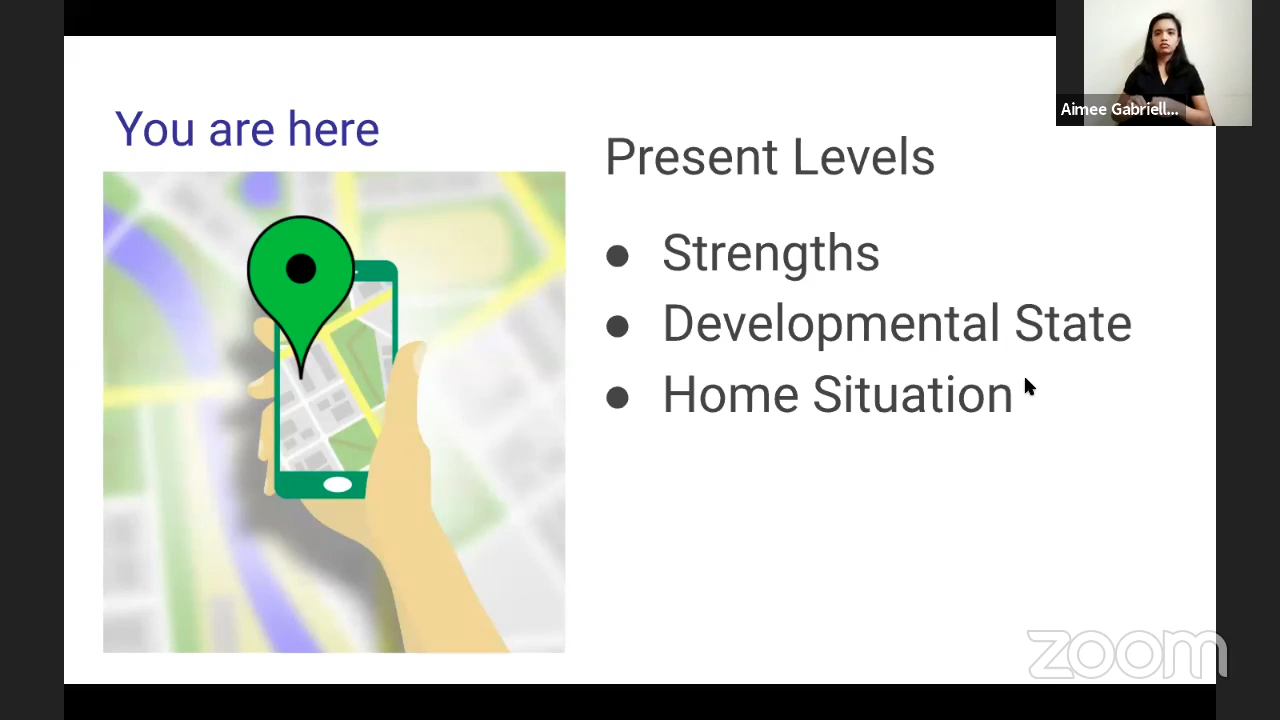 You are here
Present Levels
● Strengths
● Developmental State
● Home Situation
Aimee Gabriell...
zoom